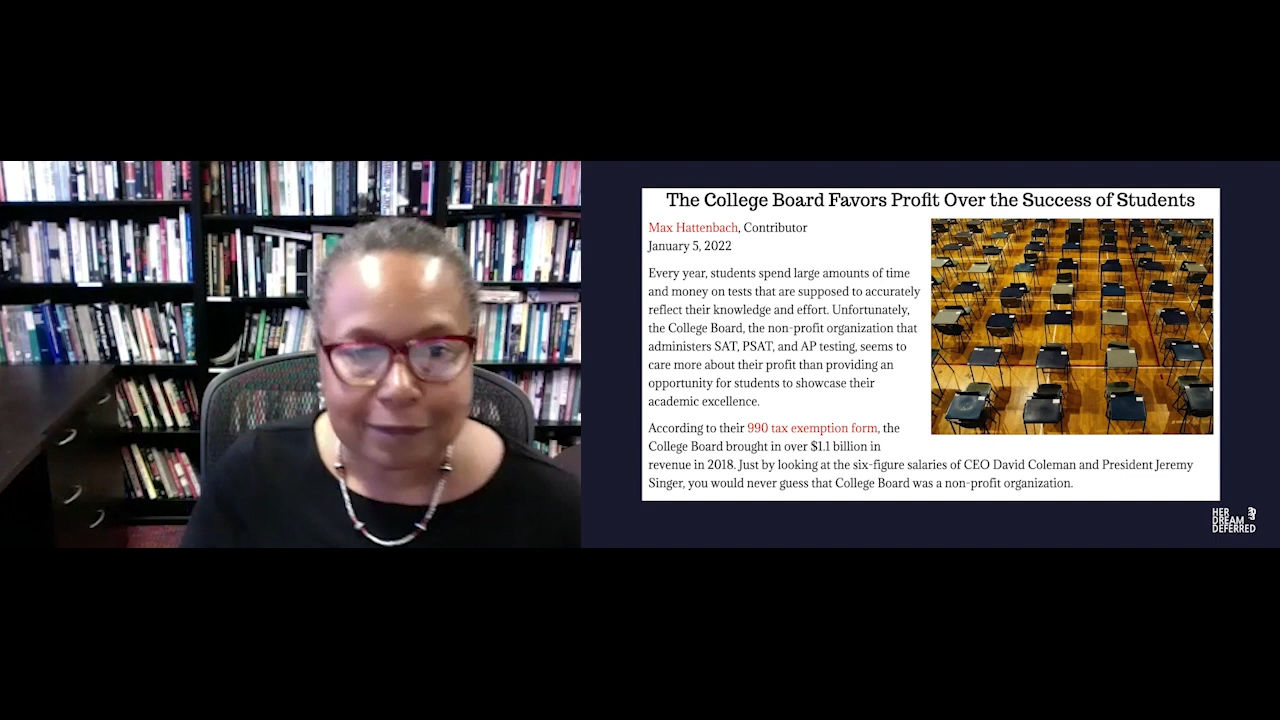 The College Board Favors Profit Over the Success of Students
Max Hattenbach, Contributor
January 5, 2022
Every year, students spend large amounts of time
and money on tests that are supposed to accurately
reflect their knowledge and effort. Unfortunately,
the College Board, the non-profit organization that
administers SAT, PSAT, and AP testing, seems to
care more about their profit than providing an
opportunity for students to showcase their
academic excellence.
According to their 990 tax exemption form, the
College Board brought in over $1.1 billion in
revenue in 2018. Just by looking at the six-figure salaries of CEO David Coleman and President Jeremy
Singer, you would never guess that College Board was a non-profit organization.
HER
DREAM
DEFERRED